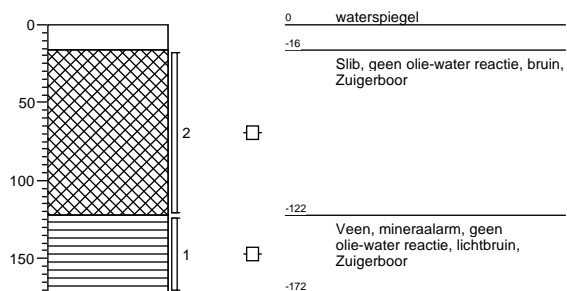 0
50
100
150
2
1
0 waterspiegel
-16
Slib, geen olie-water reactie, bruin,
Zuigerboor
-122
Veen, mineraalarm, geen
olie-water reactie, lichtbruin,
Zuigerboor
-172